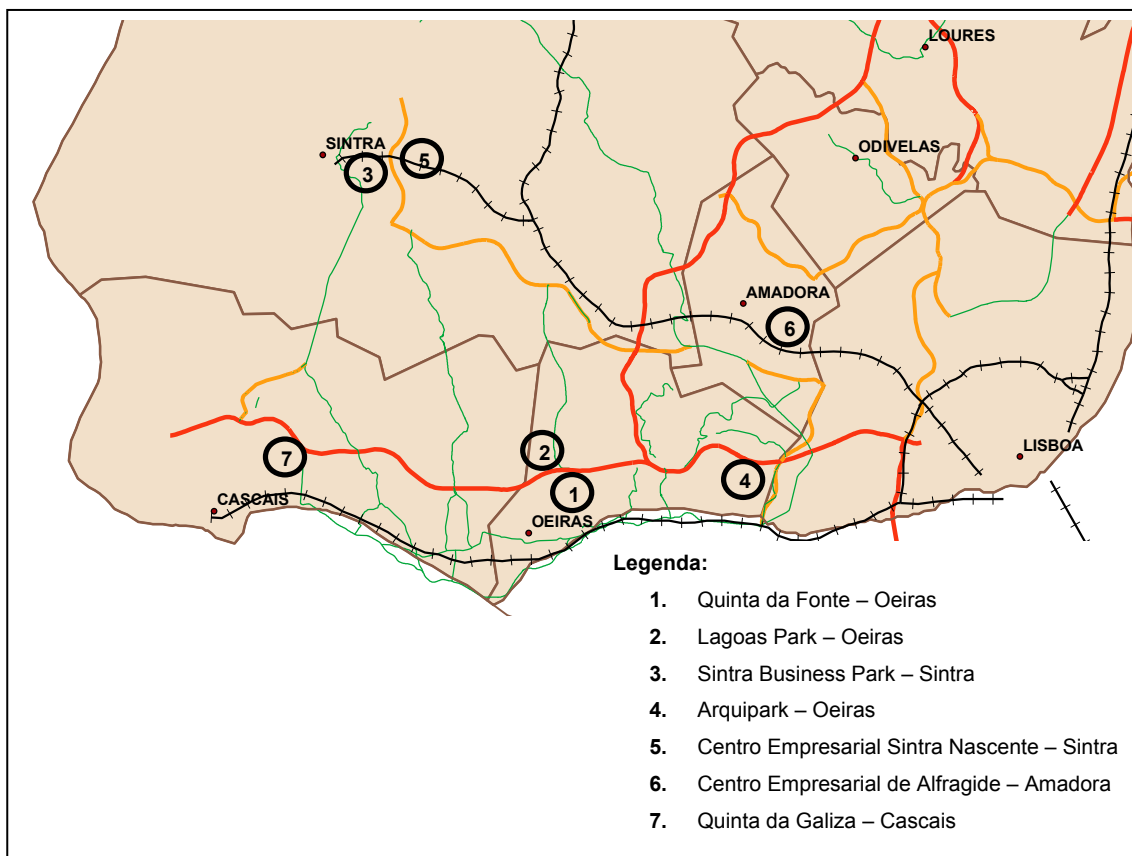 LOURES
SINTRA
ODIVELAS
5
3
AMADORA
6
LISBOA
2
7
4
CASCAIS
1
OEIRAS
Legenda:
1. Quinta da Fonte – Oeiras
2. Lagoas Park – Oeiras
3. Sintra Business Park – Sintra
4. Arquipark – Oeiras
5. Centro Empresarial Sintra Nascente – Sintra
6. Centro Empresarial de Alfragide – Amadora
7. Quinta da Galiza – Cascais